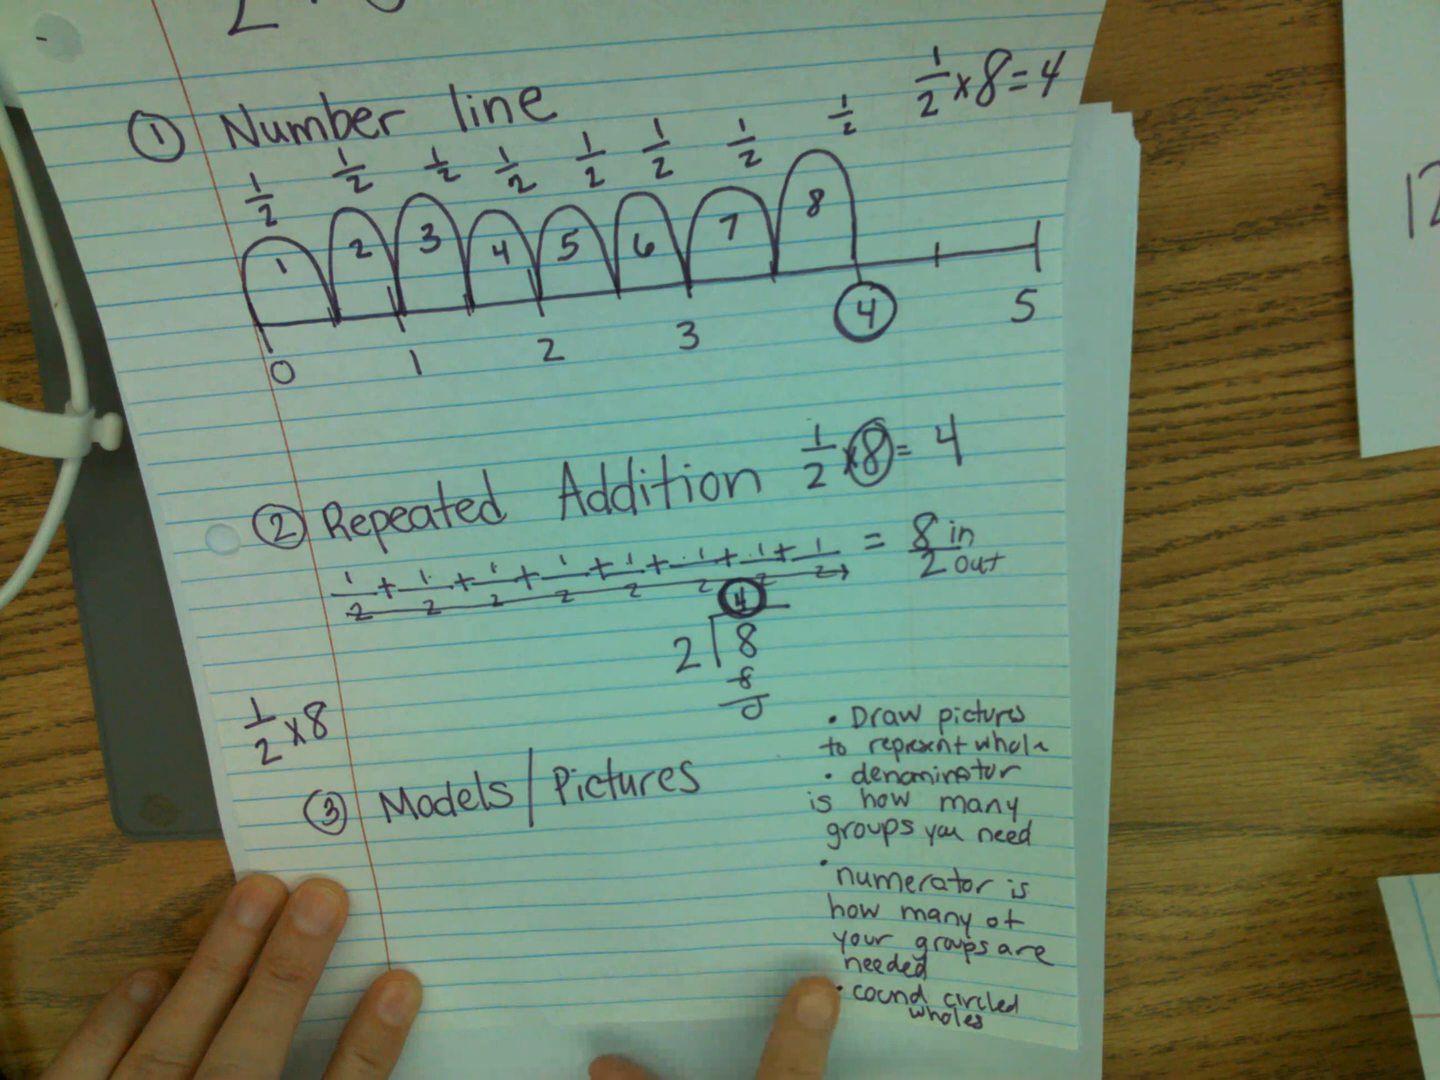 ① Number line
1/2 × 8 = 4
1/2 1/2 1/2 1/2 1/2 1/2 1/2 1/2
1 2 3 4 5 6 7 8
0 1 2 3 4 5
② Repeated Addition 1/2 × 8 = 4
1/2 + 1/2 + 1/2 + 1/2 + 1/2 + 1/2 + 1/2 + 1/2 = 8/2 in out
4
2 8
-8
0
1/2 × 8
③ Models/Pictures
• Draw pictures
to represent whole
• denominator
is how many
groups you need
• numerator is
how many of
your groups are
needed
• cound circled
wholes
12